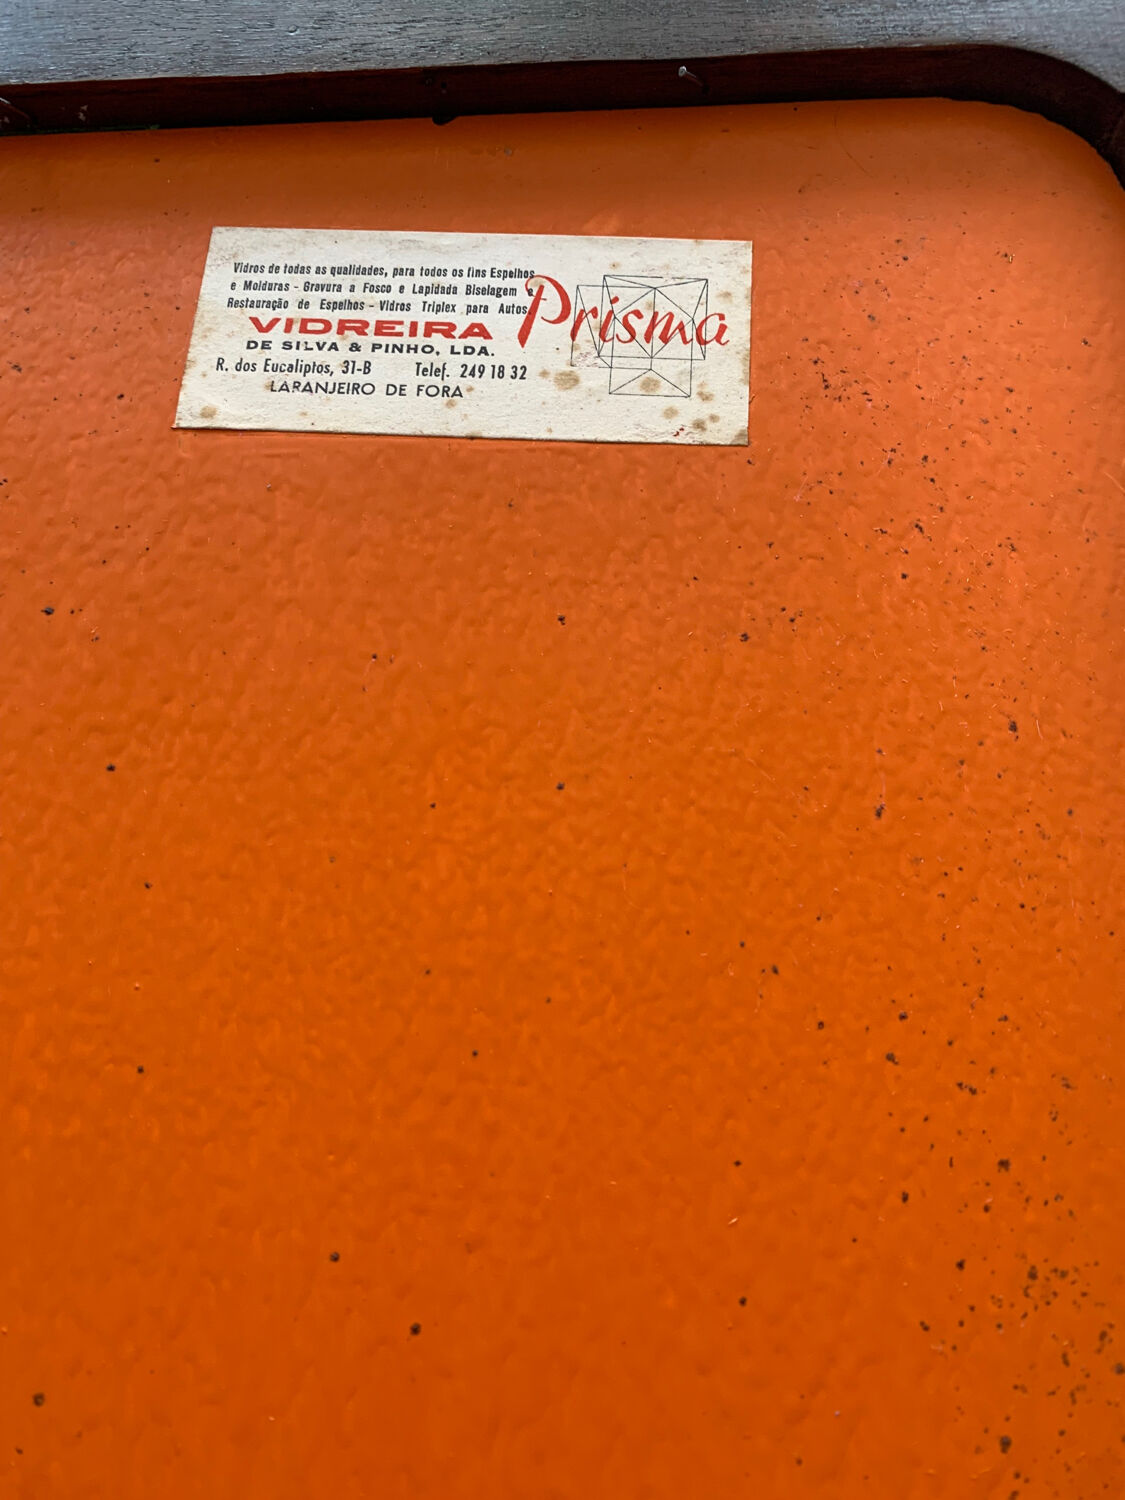 Vidros de todas as qualidades, para todos os fins Espelhos
e Molduras - Gravura a Fosco e Lapidada Biselagem e
Restauração de Espelhos - Vidros Triplex para Autos
Prisma
VIDREIRA
DE SILVA & PINHO, LDA.
R. dos Eucaliptos, 31-B Telef. 249 18 32
LARANJEIRO DE FORA